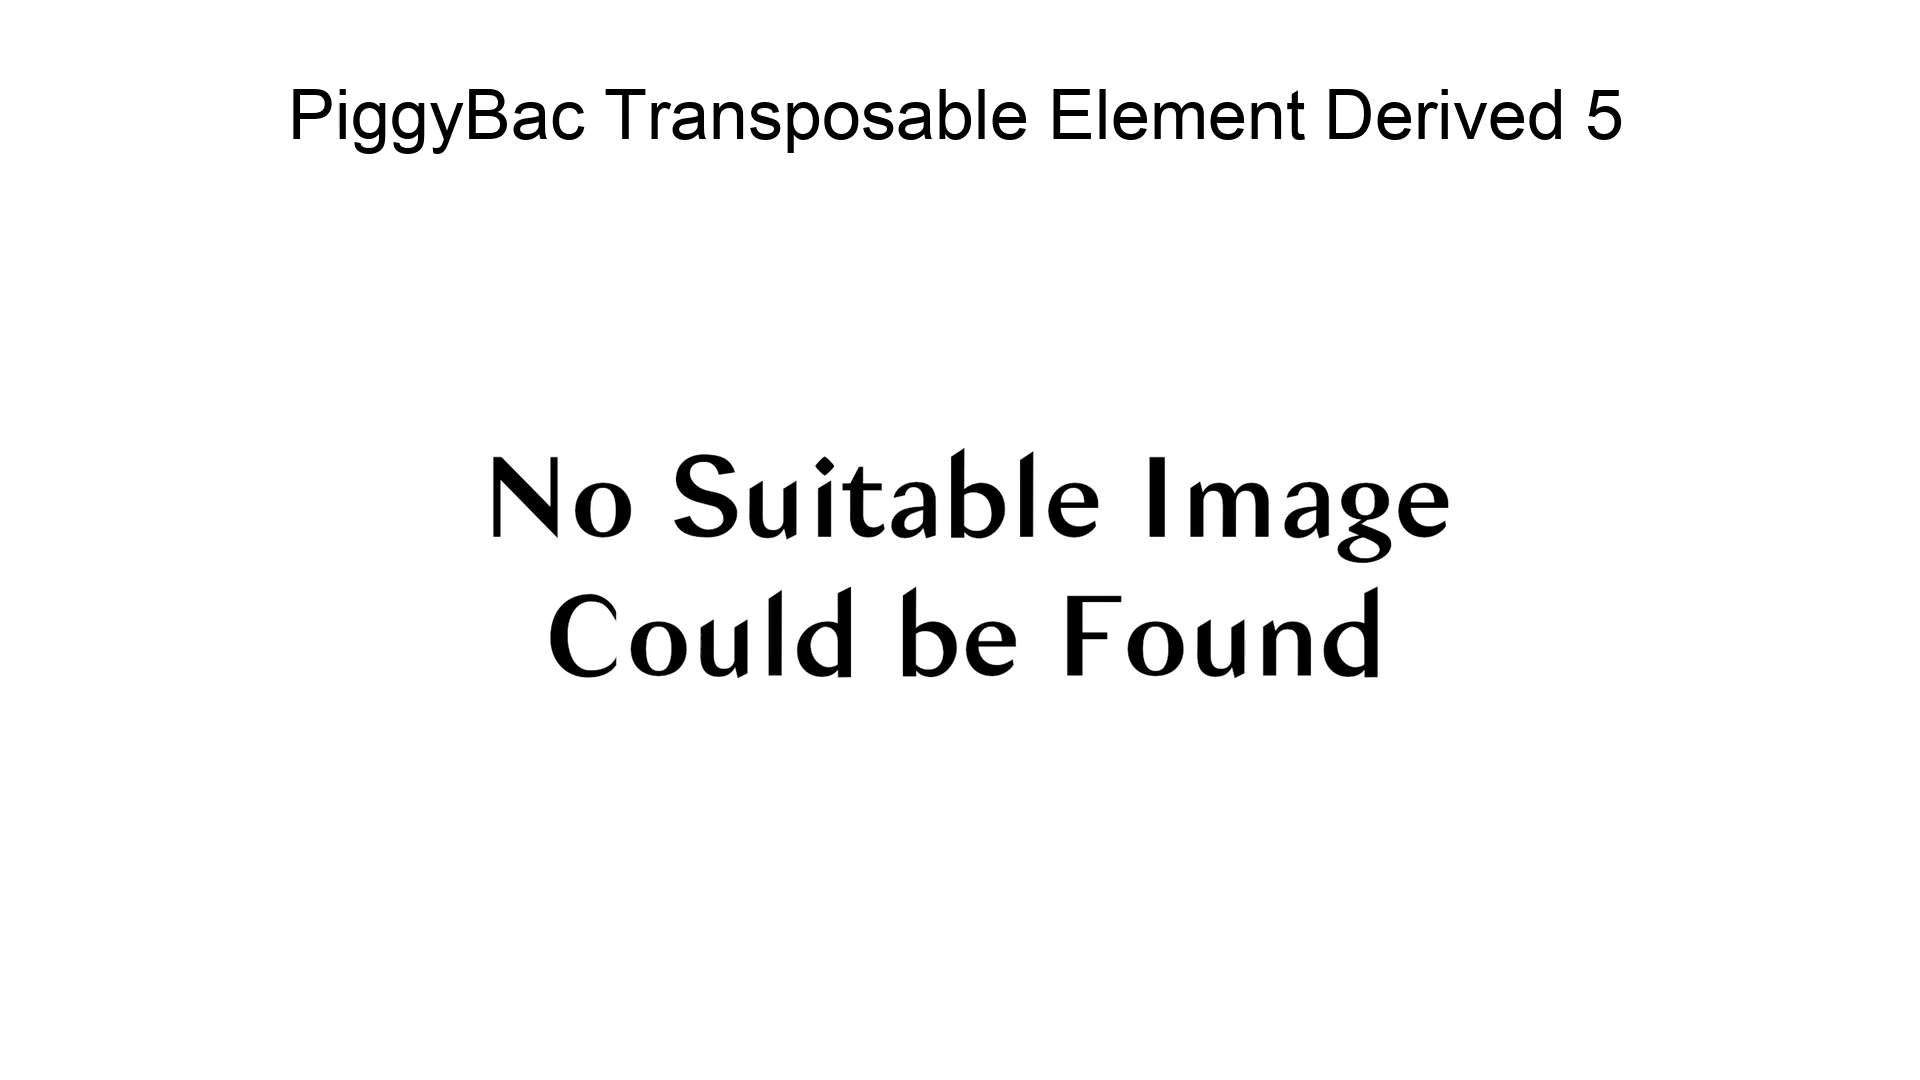 PiggyBac Transposable Element Derived 5
No Suitable Image
Could be Found